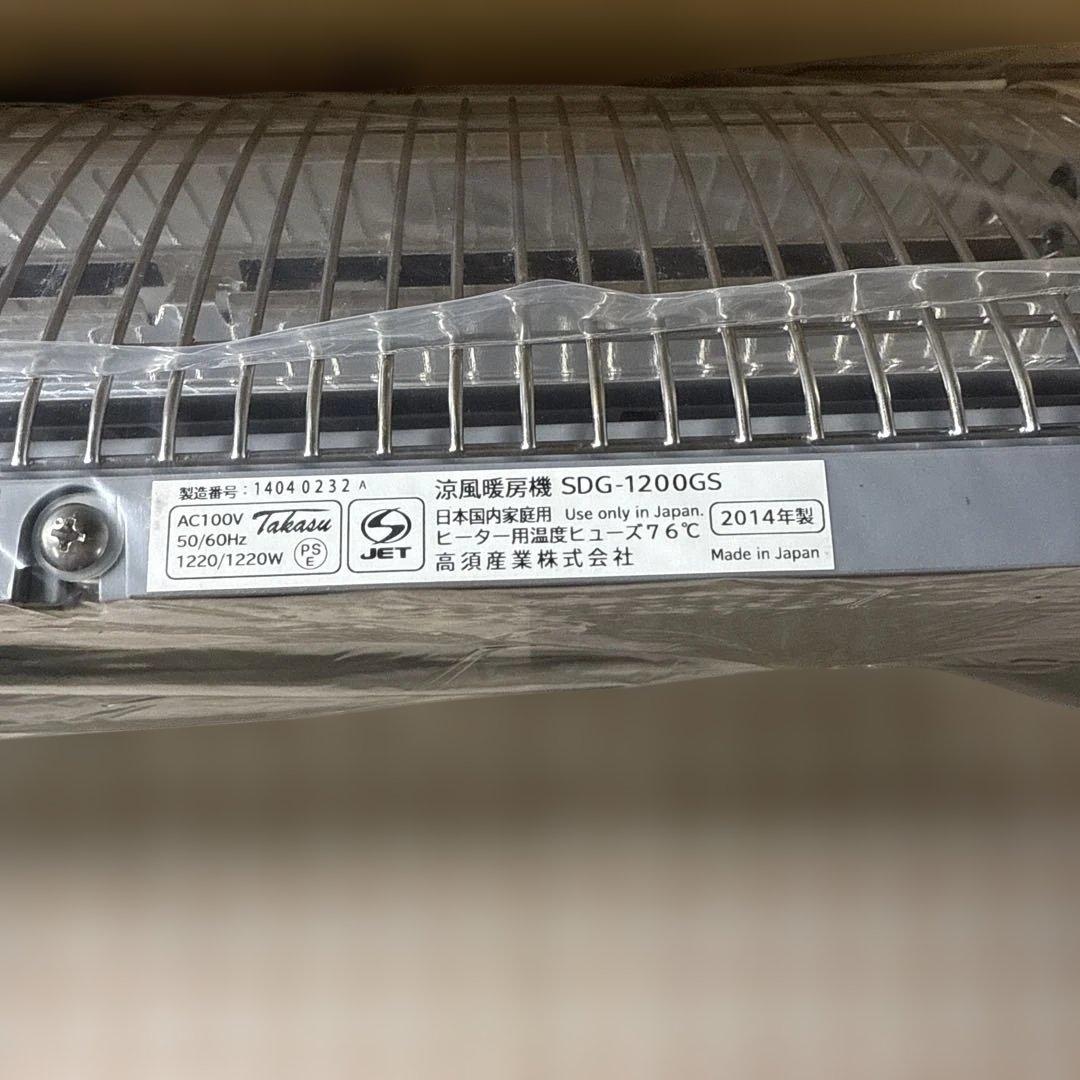 製造番号:14040232 A
AC100V Takasu
50/60Hz
1220/1220W PSE
JET
涼風暖房機 SDG-1200GS
日本国内家庭用 Use only in Japan.
ヒーター用温度ヒューズ76℃
高須産業株式会社
2014年製
Made in Japan